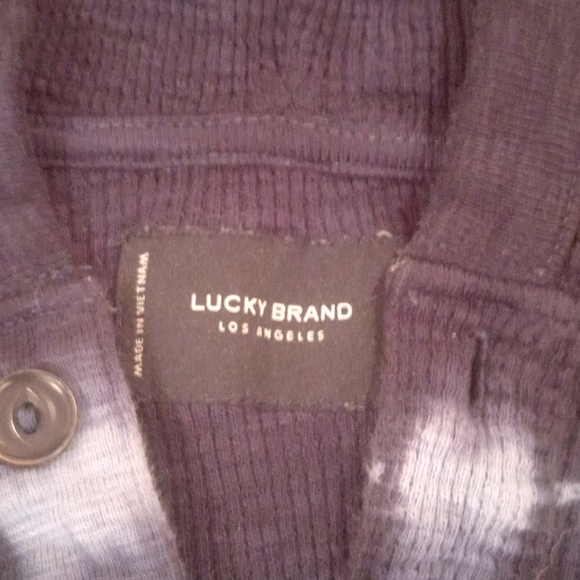 MADE IN VIETNAM
LUCKY BRAND
LOS ANGELES